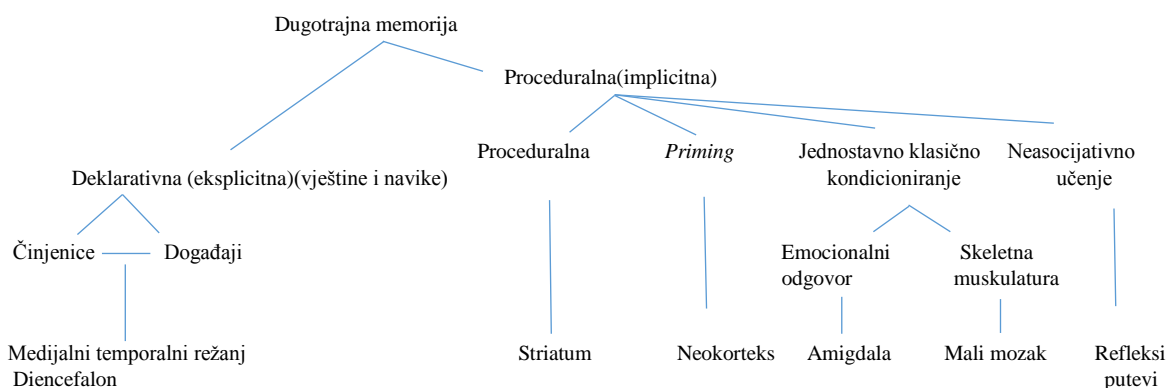 Dugotrajna memorija
Proceduralna(implicitna)
Proceduralna
Priming
Jednostavno klasično
kondicioniranje
Neasocijativno
učenje
Deklarativna (eksplicitna)(vještine i navike)
Činjenice
Događaji
Emocionalni
odgovor
Skeletna
muskulatura
Medijalni temporalni režanj
Diencefalon
Striatum
Neokorteks
Amigdala
Mali mozak
Refleksi
putevi